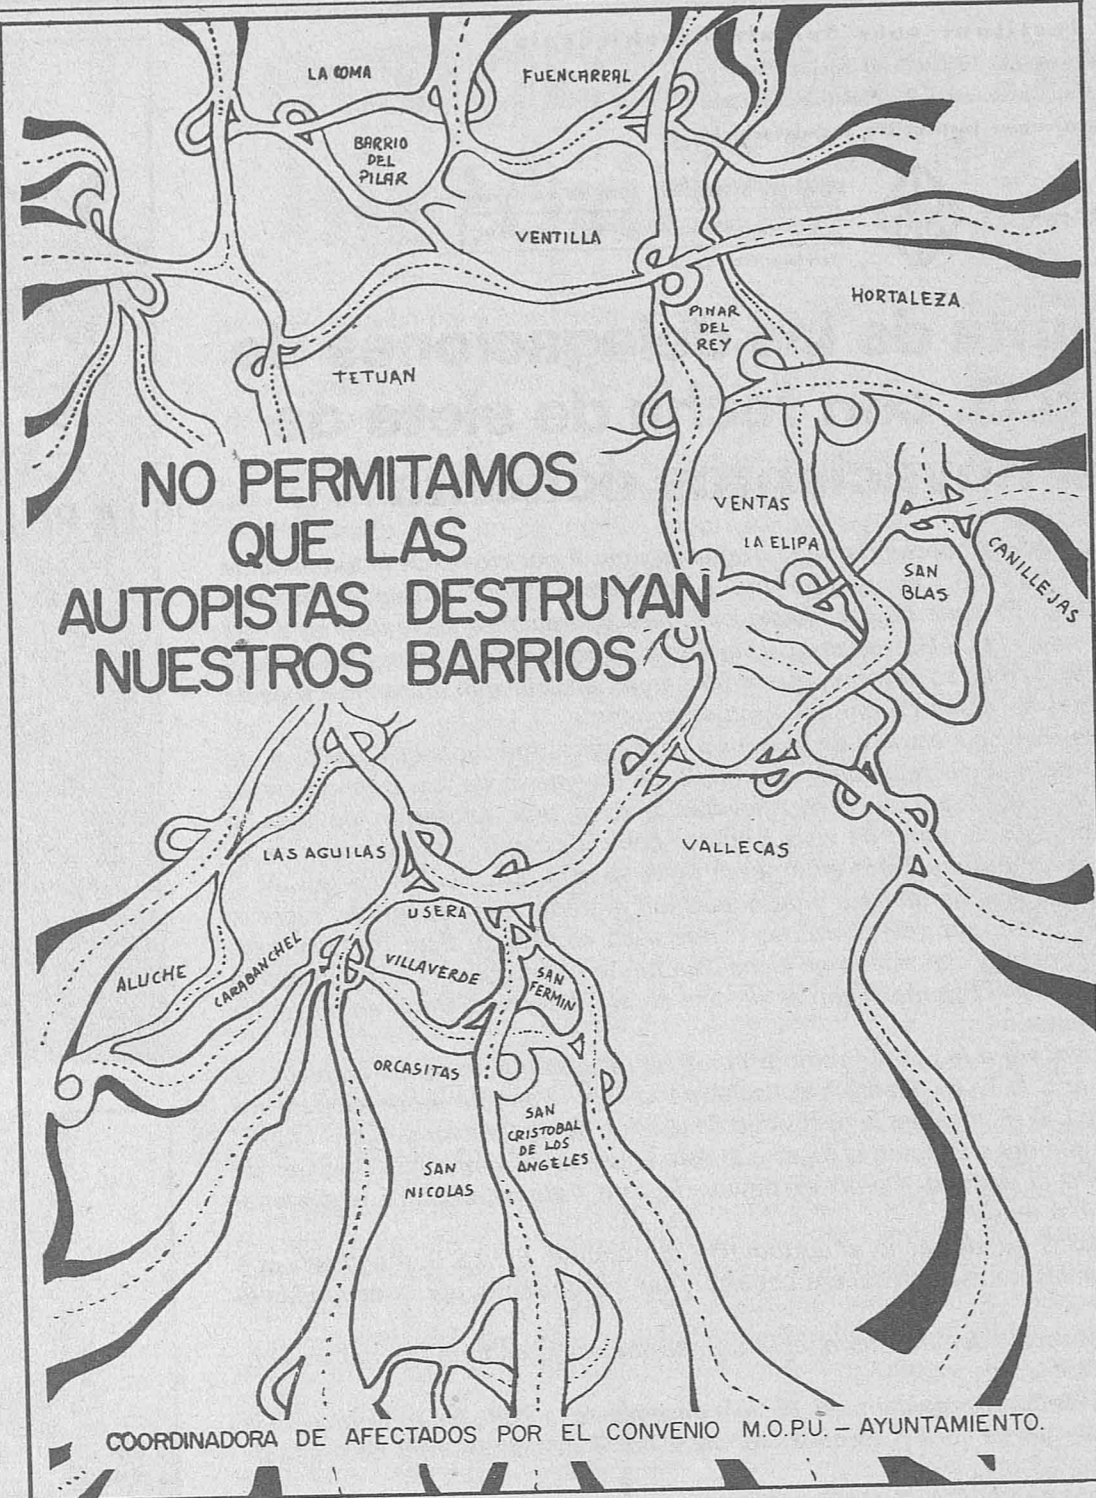 LA COMA
FUENCARRAL
BARRIO
DEL
PILAR
VENTILLA
HORTALEZA
PINAR
DEL
REY
TETUAN
NO PERMITAMOS
QUE LAS
AUTOPISTAS DESTRUYAN
NUESTROS BARRIOS
VENTAS
LA ELIPA
SAN
BLAS
CANILLEJAS
LAS AGUILAS
VALLECAS
USERA
ALUCHE
CARABANCHEL
VILLAVERDE
SAN
FERMIN
ORCASITAS
SAN
CRISTOBAL
DE LOS
ANGELES
SAN
NICOLAS
COORDINADORA DE AFECTADOS POR EL CONVENIO M.O.P.U. – AYUNTAMIENTO.